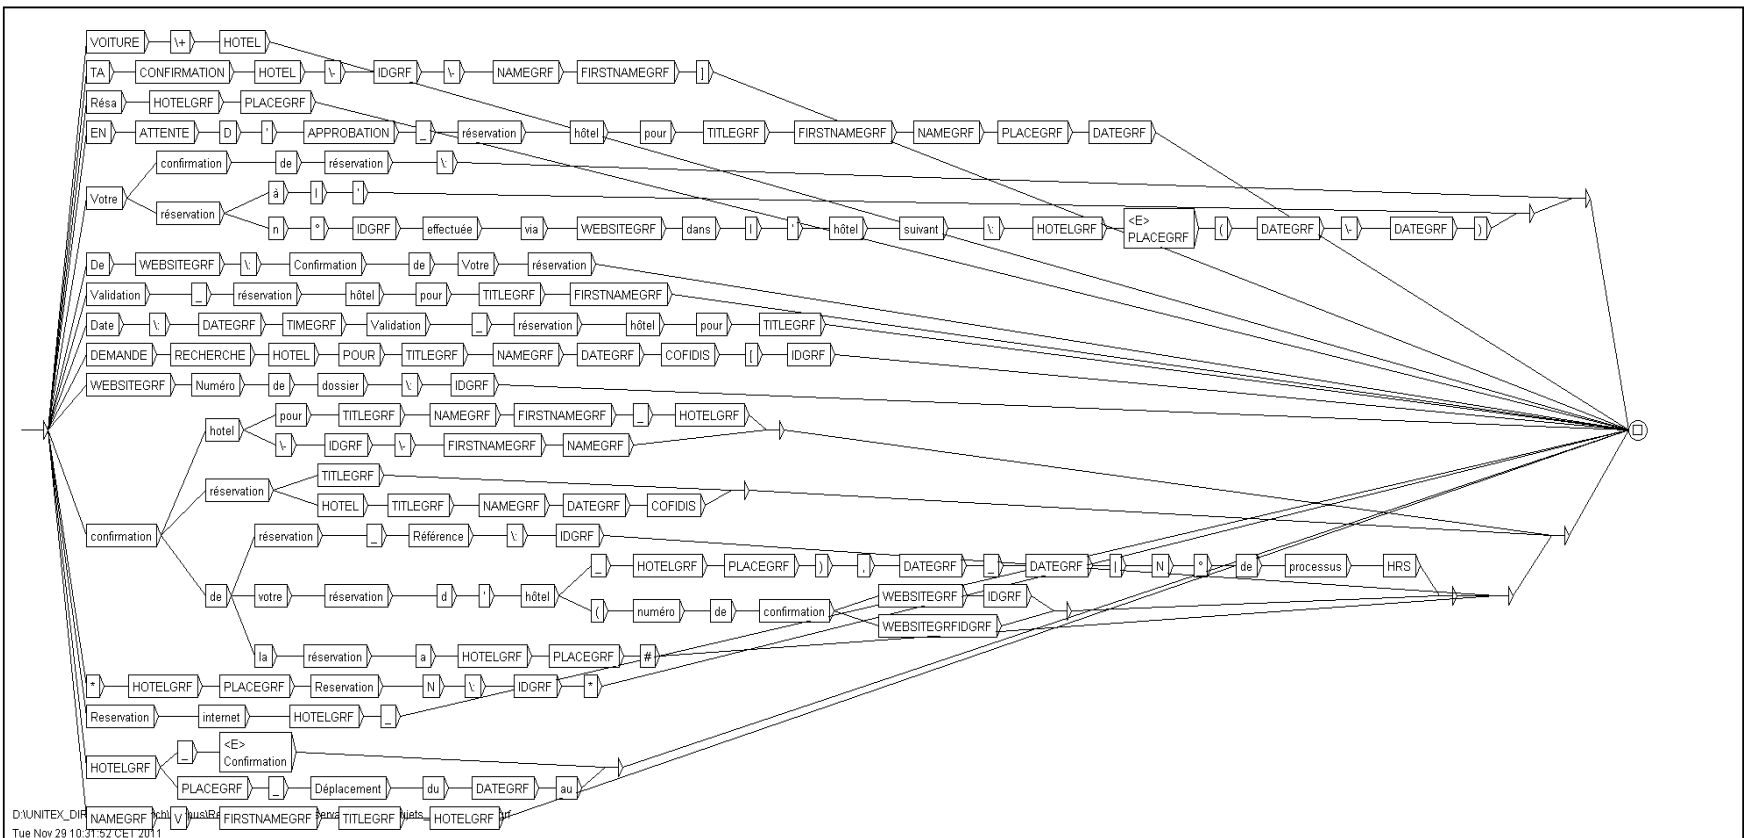 VOITURE \+ HOTEL
TA CONFIRMATION HOTEL \- IDGRF \- NAMEGRF FIRSTNAMEGRF ]
Résa HOTELGRF PLACEGRF
EN ATTENTE D ' APPROBATION _ réservation hôtel pour TITLEGRF FIRSTNAMEGRF NAMEGRF PLACEGRF DATEGRF
confirmation de réservation \:
Votre
à l '
réservation
n ° IDGRF effectuée via WEBSITEGRF dans l ' hôtel suivant \: HOTELGRF <E> PLACEGRF ( DATEGRF \- DATEGRF )
De WEBSITEGRF \: Confirmation de Votre réservation
Validation _ réservation hôtel pour TITLEGRF FIRSTNAMEGRF
Date \: DATEGRF TIMEGRF Validation _ réservation hôtel pour TITLEGRF
DEMANDE RECHERCHE HOTEL POUR TITLEGRF NAMEGRF DATEGRF COFIDIS [ IDGRF
WEBSITEGRF Numéro de dossier \: IDGRF
pour TITLEGRF NAMEGRF FIRSTNAMEGRF _ HOTELGRF
hotel
\- IDGRF \- FIRSTNAMEGRF NAMEGRF
TITLEGRF
réservation
HOTEL TITLEGRF NAMEGRF DATEGRF COFIDIS
confirmation
réservation _ Référence \: IDGRF
_ HOTELGRF PLACEGRF ) , DATEGRF _ DATEGRF | N ° de processus HRS
de votre réservation d ' hôtel
WEBSITEGRF IDGRF
( numéro de confirmation
WEBSITEGRFIDGRF
la réservation a HOTELGRF PLACEGRF #
* HOTELGRF PLACEGRF Reservation N \: IDGRF *
Reservation internet HOTELGRF _
_ <E>
Confirmation
HOTELGRF
PLACEGRF _ Déplacement du DATEGRF au
NAMEGRF V FIRSTNAMEGRF TITLEGRF HOTELGRF
D:\UNITEX_DIF
Tue Nov 29 10:31:52 CET 2011